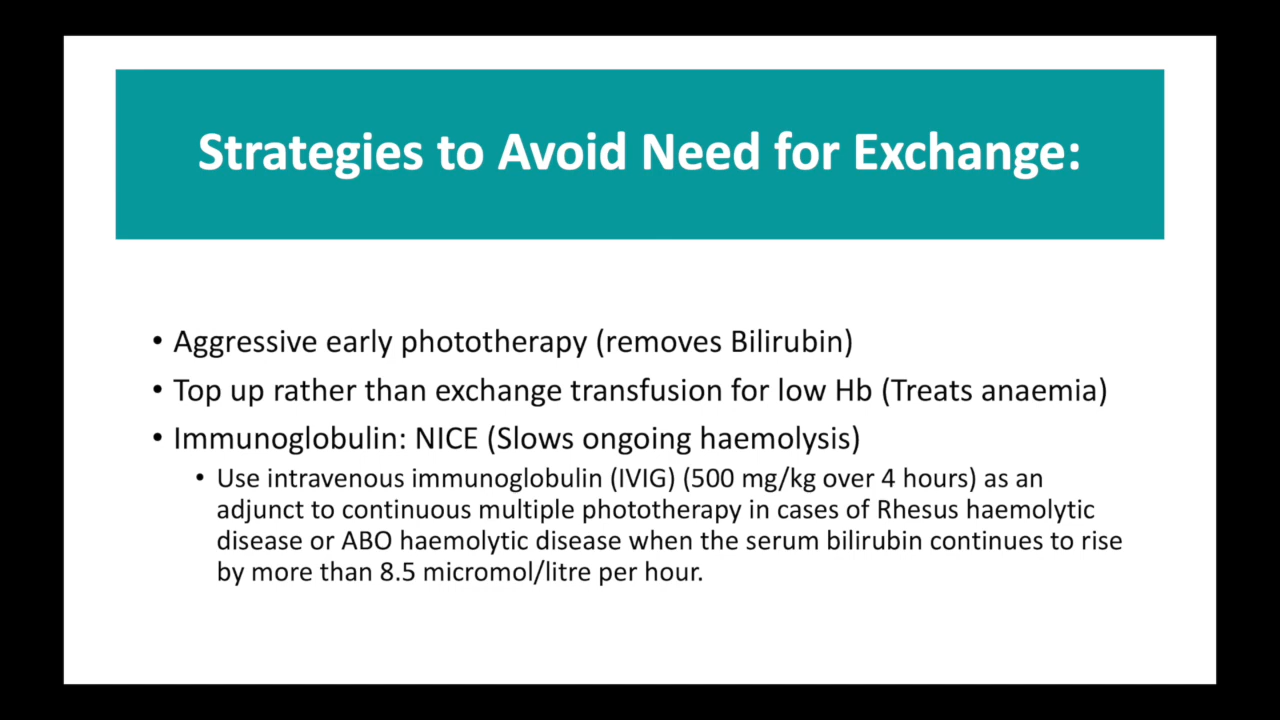 Strategies to Avoid Need for Exchange:
• Aggressive early phototherapy (removes Bilirubin)
• Top up rather than exchange transfusion for low Hb (Treats anaemia)
• Immunoglobulin: NICE (Slows ongoing haemolysis)
• Use intravenous immunoglobulin (IVIG) (500 mg/kg over 4 hours) as an
adjunct to continuous multiple phototherapy in cases of Rhesus haemolytic
disease or ABO haemolytic disease when the serum bilirubin continues to rise
by more than 8.5 micromol/litre per hour.